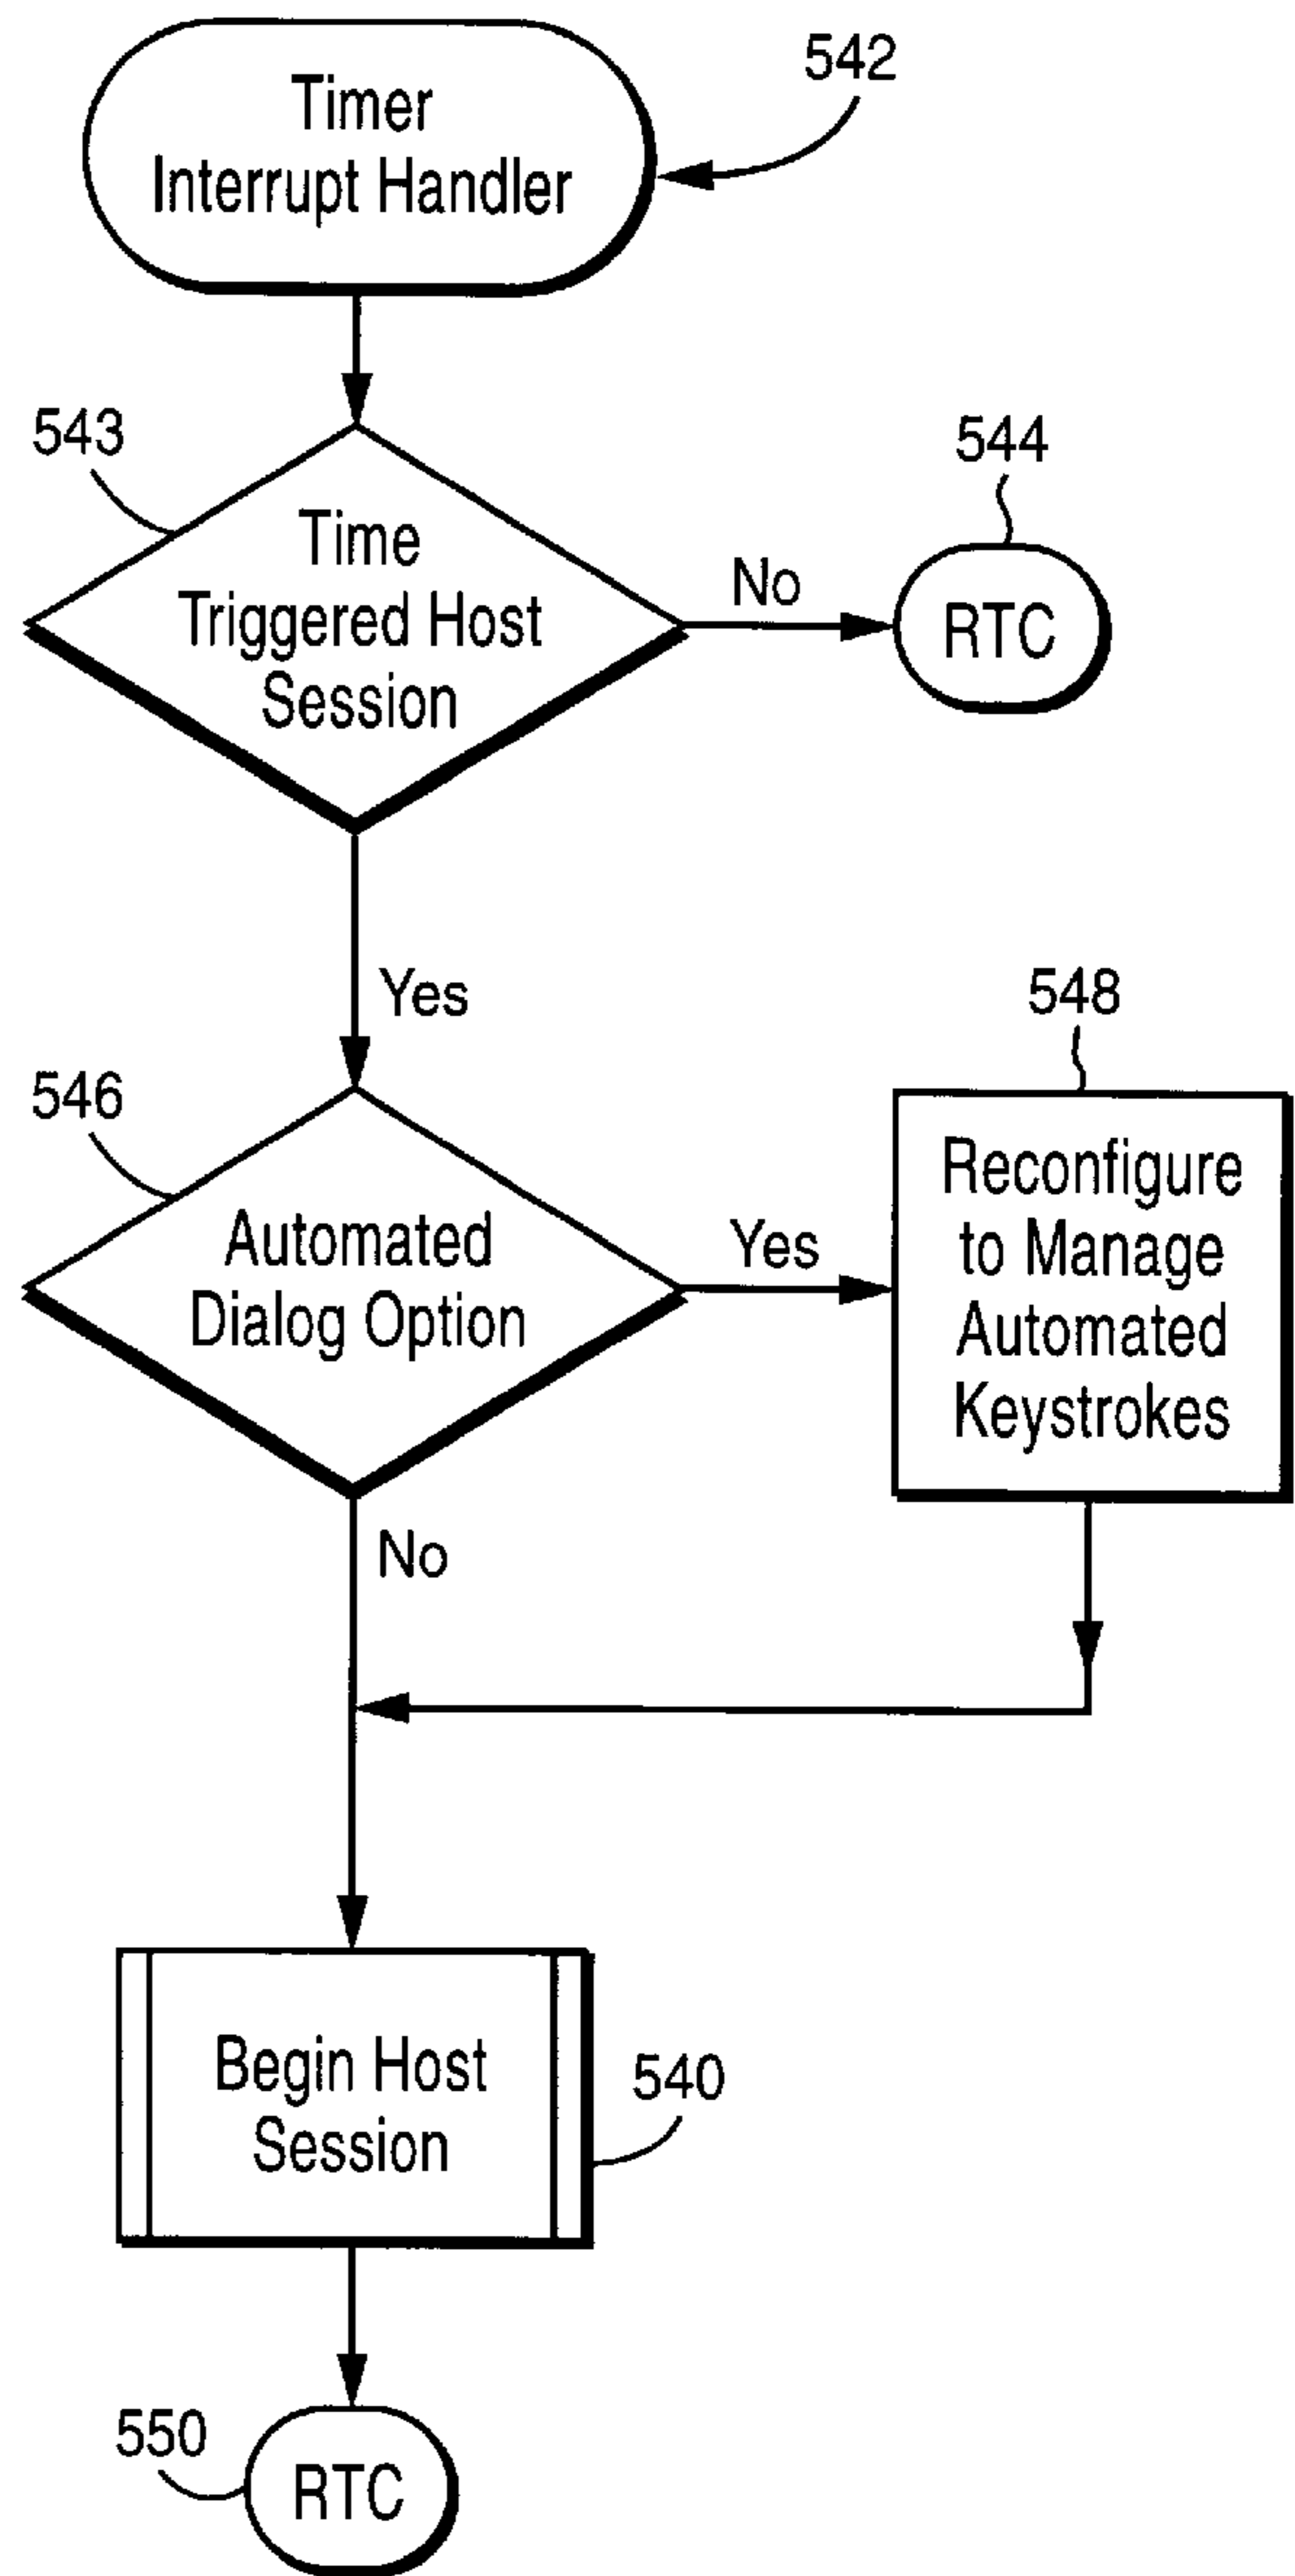 542
Timer
Interrupt Handler
543
Time
Triggered Host
Session
No
544
RTC
Yes
546
Automated
Dialog Option
Yes
548
Reconfigure
to Manage
Automated
Keystrokes
No
Begin Host
Session
540
550
RTC